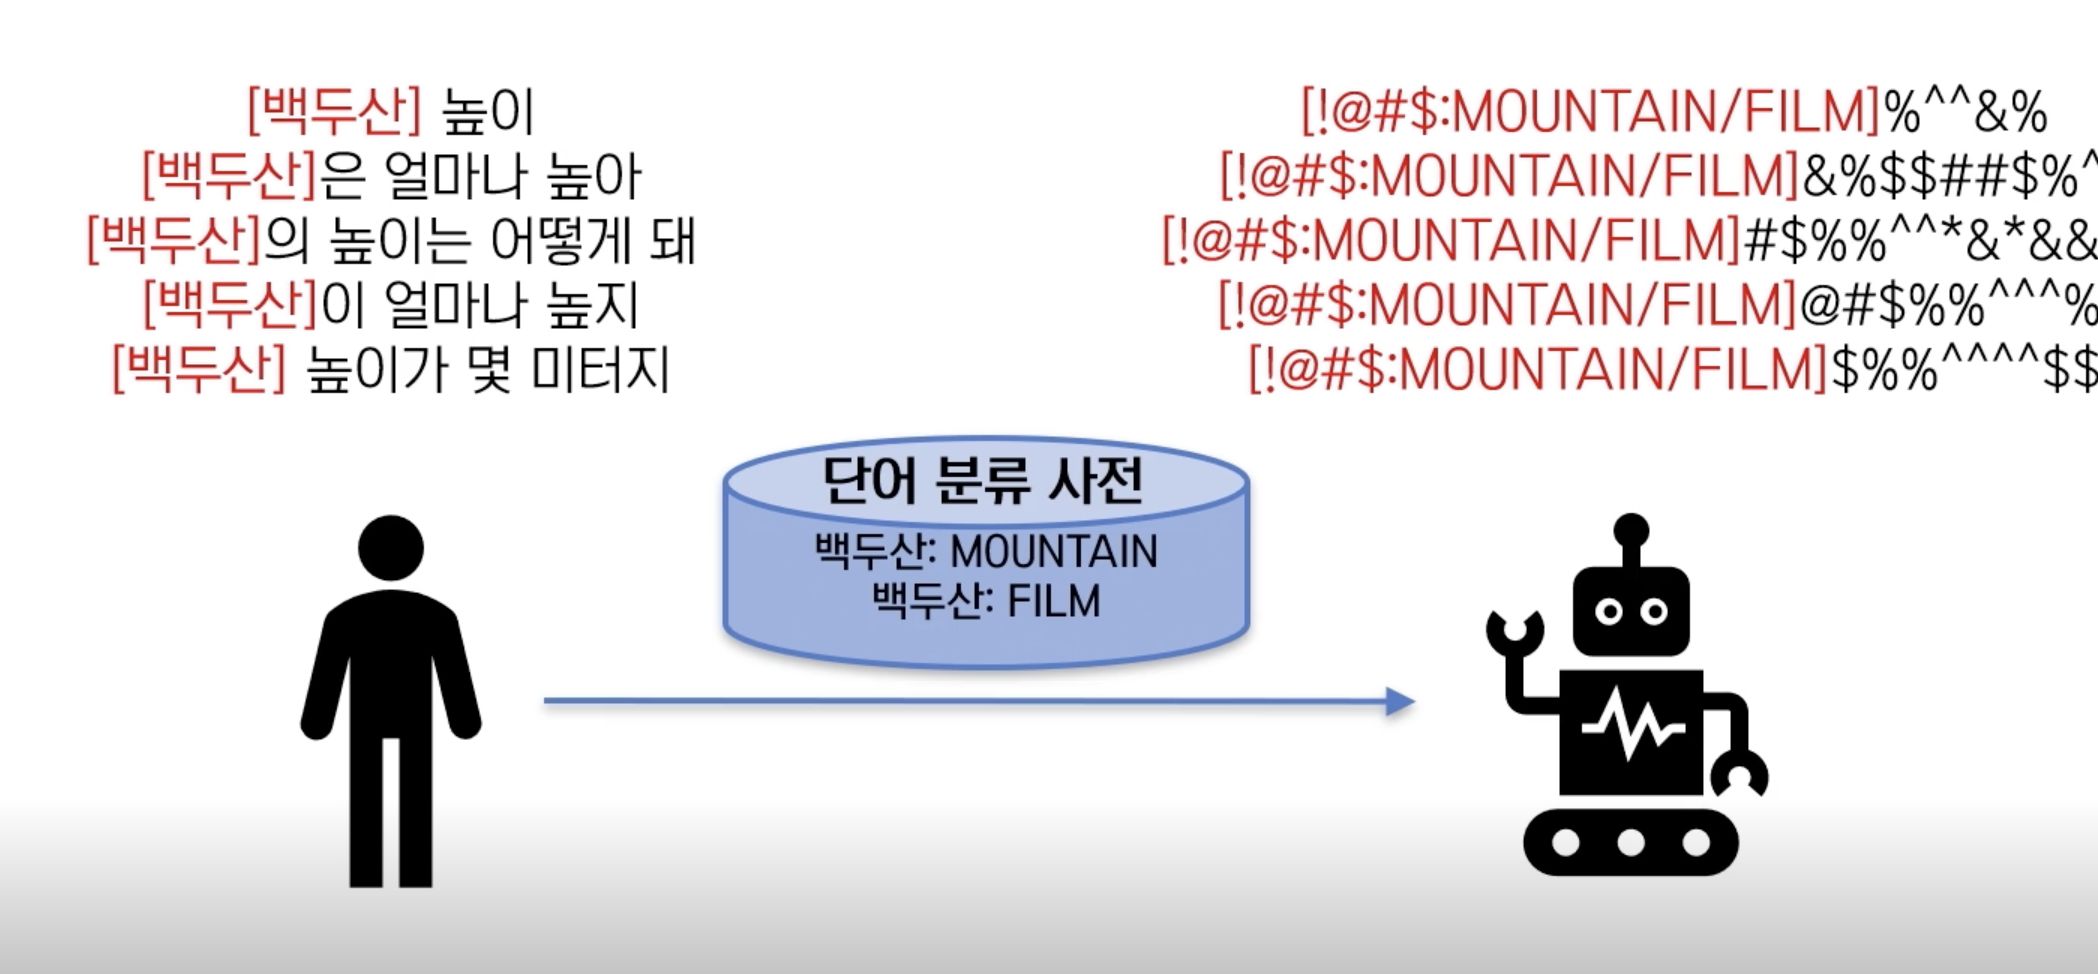 [백두산] 높이
[백두산]은 얼마나 높아
[백두산]의 높이는 어떻게 돼
[백두산]이 얼마나 높지
[백두산] 높이가 몇 미터지
[!@#$:MOUNTAIN/FILM]%^^&%
[!@#$:MOUNTAIN/FILM]&%$$##$%^
[!@#$:MOUNTAIN/FILM]#$%%^^*&*&&
[!@#$:MOUNTAIN/FILM]@#$%%^^^%
[!@#$:MOUNTAIN/FILM]$%%^^^^$$
단어 분류 사전
백두산: MOUNTAIN
백두산: FILM